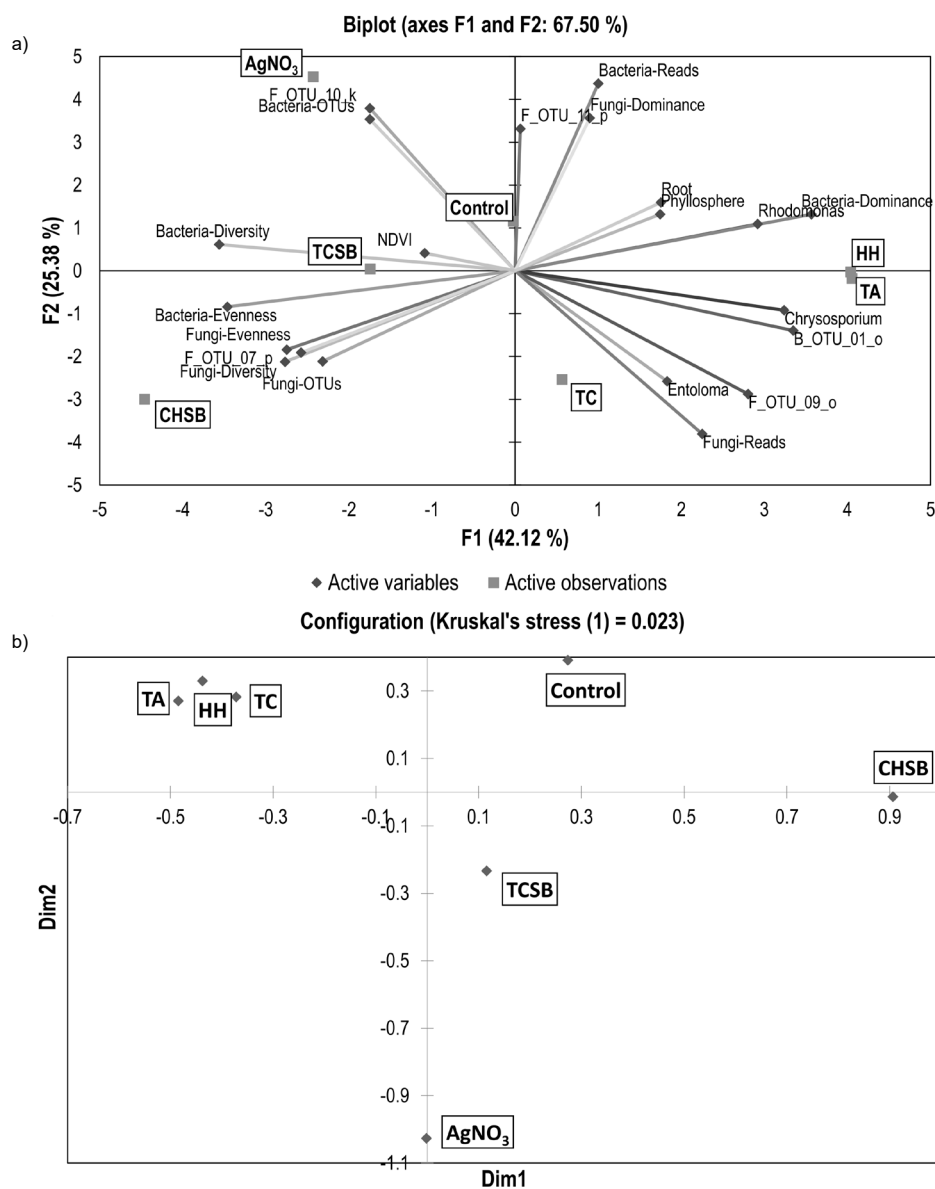 Biplot (axes F1 and F2: 67.50 %)
a)
5
AgNO₃
Bacteria-Reads
F_OTU_10_k
4
Bacteria-OTUs
Fungi-Dominance
3
2
Control
Root
Phyllosphere
Bacteria-Dominance
Rhodomonas
1
Bacteria-Diversity
TCSB
NDVI
HH
F2 (25.38 %)
0
TA
-1
Bacteria-Evenness
Chrysosporium
Fungi-Evenness
B_OTU_01_o
-2
F_OTU_07_p
Fungi-Diversity
Fungi-OTUs
Entoloma
-3
CHSB
TC
F_OTU_09_o
-4
Fungi-Reads
-5
-5 -4 -3 -2 -1 0 1 2 3 4 5
F1 (42.12 %)
Active variables Active observations
Configuration (Kruskal's stress (1) = 0.023)
b)
TA HH TC
0.3
Control
0.1
CHSB
-0.7 -0.5 -0.3 -0.1 0.1 0.3 0.5 0.7 0.9
-0.1
Dim2
-0.3
TCSB
-0.5
-0.7
-0.9
AgNO₃
-1.1
Dim1